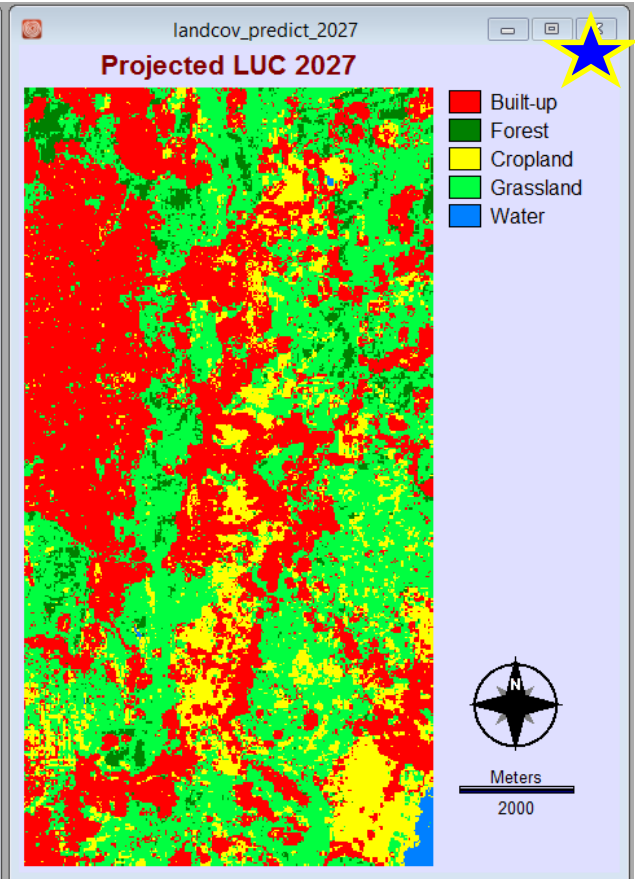 landcov_predict_2027
Projected LUC 2027
Built-up
Forest
Cropland
Grassland
Water
N
Meters
2000